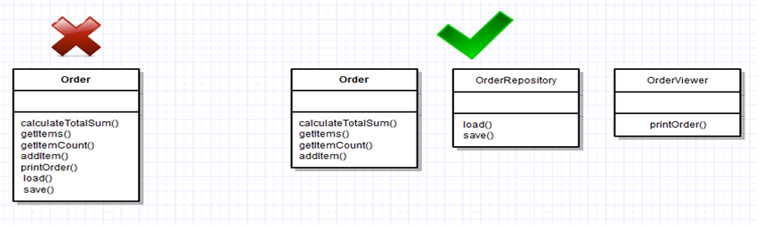 Order
calculateTotalSum()
getItems()
getItemCount()
addItem()
printOrder()
load()
save()
Order
calculateTotalSum()
getItems()
getItemCount()
addItem()
OrderRepository
load()
save()
OrderViewer
printOrder()